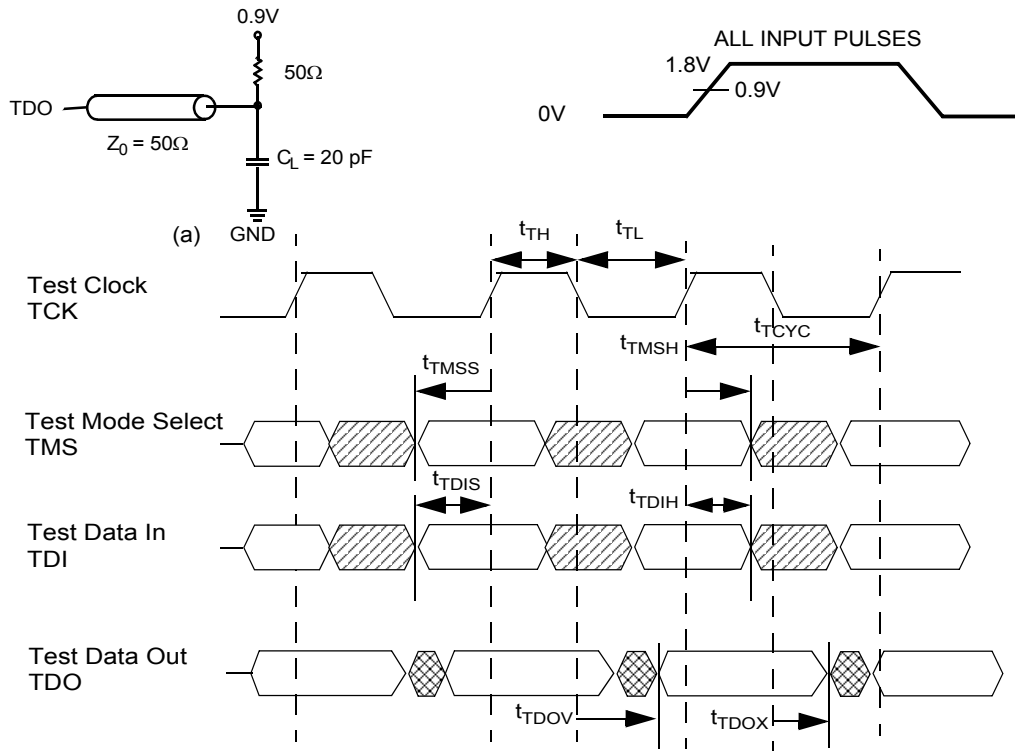 0.9V
ALL INPUT PULSES
50Ω
1.8V
0.9V
TDO
0V
Z0 = 50Ω
CL = 20 pF
(a)
GND
tTH
tTL
Test Clock
TCK
tTCYC
tTMSH
tTMSS
Test Mode Select
TMS
tTDIS
tTDIH
Test Data In
TDI
Test Data Out
TDO
tTDOV
tTDOX